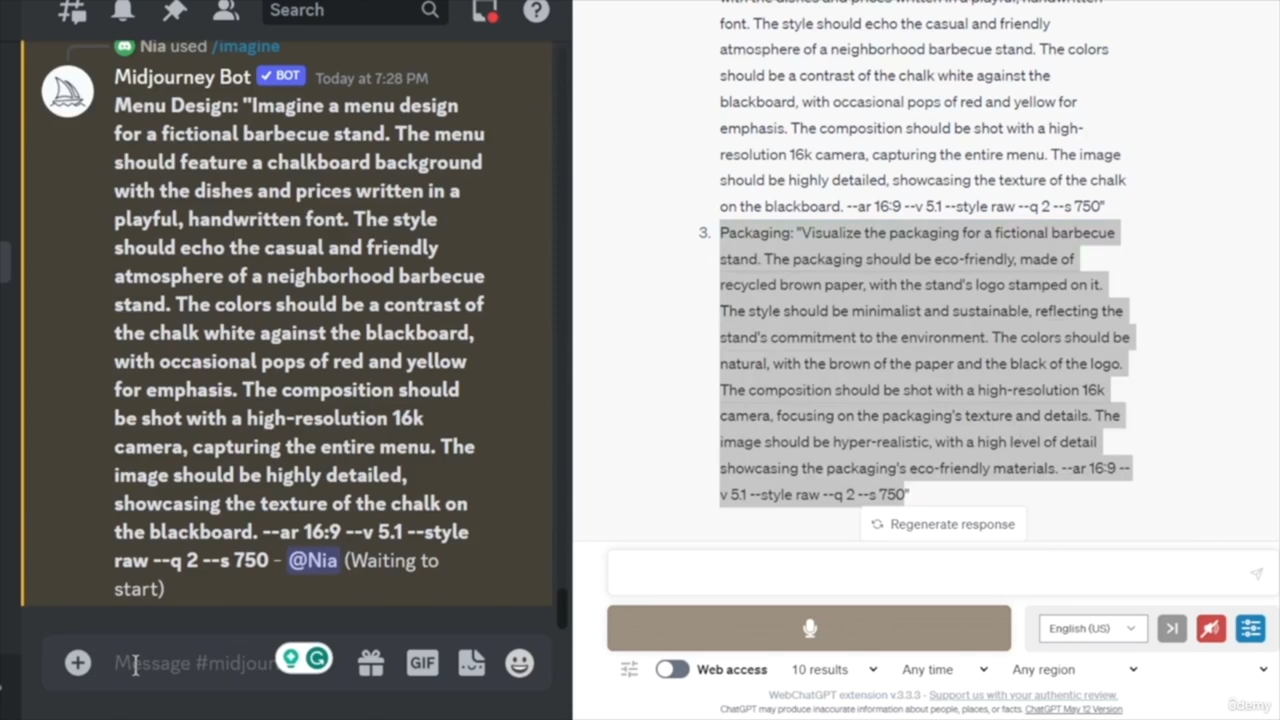 Search
Nia used /imagine
Midjourney Bot ✔ BOT Today at 7:28 PM
Menu Design: "Imagine a menu design
for a fictional barbecue stand. The menu
should feature a chalkboard background
with the dishes and prices written in a
playful, handwritten font. The style
should echo the casual and friendly
atmosphere of a neighborhood barbecue
stand. The colors should be a contrast of
the chalk white against the blackboard,
with occasional pops of red and yellow
for emphasis. The composition should
be shot with a high-resolution 16k
camera, capturing the entire menu. The
image should be highly detailed,
showcasing the texture of the chalk on
the blackboard. --ar 16:9 --v 5.1 --style
raw --q 2 --s 750 - @Nia (Waiting to
start)
Message #midjour
GIF
with the dishes and prices written in a playful, handwritten
font. The style should echo the casual and friendly
atmosphere of a neighborhood barbecue stand. The colors
should be a contrast of the chalk white against the
blackboard, with occasional pops of red and yellow for
emphasis. The composition should be shot with a high-
resolution 16k camera, capturing the entire menu. The image
should be highly detailed, showcasing the texture of the chalk
on the blackboard. --ar 16:9 --v 5.1 --style raw --q 2 --s 750"
3. Packaging: "Visualize the packaging for a fictional barbecue
stand. The packaging should be eco-friendly, made of
recycled brown paper, with the stand's logo stamped on it.
The style should be minimalist and sustainable, reflecting the
stand's commitment to the environment. The colors should be
natural, with the brown of the paper and the black of the logo.
The composition should be shot with a high-resolution 16k
camera, focusing on the packaging's texture and details. The
image should be hyper-realistic, with a high level of detail
showcasing the packaging's eco-friendly materials. --ar 16:9 --
v 5.1 --style raw --q 2 --s 750"
Regenerate response
English (US)
Web access 10 results Any time Any region
WebChatGPT extension v.3.3.3 - Support us with your authentic review.
ChatGPT may produce inaccurate information about people, places, or facts. ChatGPT May 12 Version
ûdemy